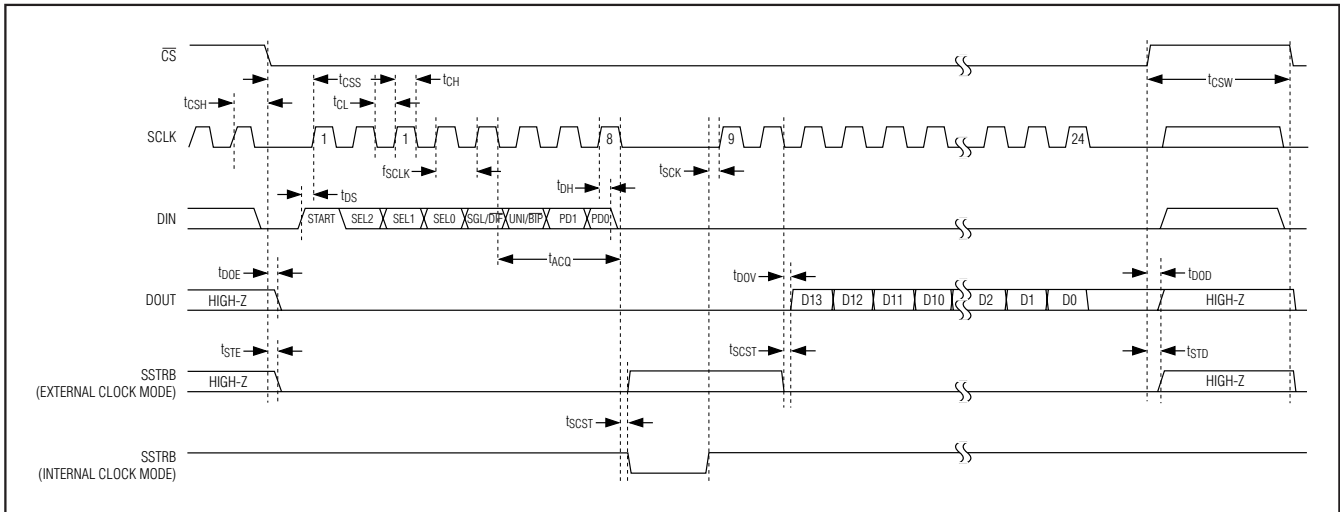 CS
tCSS
tCH
tCSH
tCL
tCSW
SCLK
1
1
8
9
24
fSCLK
tSCK
tDH
tDS
DIN
START
SEL2
SEL1
SEL0
SGL/DIF
UNI/BIP
PD1
PD0
tACQ
tDOE
tDOV
tDOD
DOUT
HIGH-Z
D13
D12
D11
D10
D2
D1
D0
HIGH-Z
tSTE
tSCST
tSTD
SSTRB
(EXTERNAL CLOCK MODE)
HIGH-Z
HIGH-Z
tSCST
SSTRB
(INTERNAL CLOCK MODE)